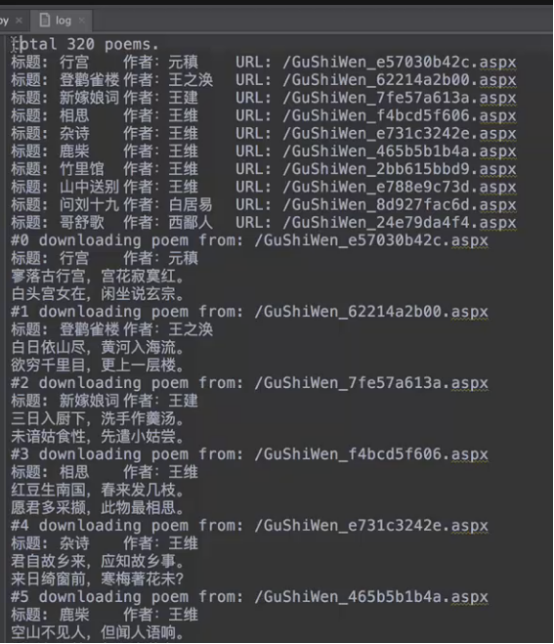 py × log ×
Total 320 poems.
标题: 行宫 作者: 元稹 URL: /GuShiWen_e57030b42c.aspx
标题: 登鹳雀楼 作者: 王之涣 URL: /GuShiWen_62214a2b00.aspx
标题: 新嫁娘词 作者: 王建 URL: /GuShiWen_7fe57a613a.aspx
标题: 相思 作者: 王维 URL: /GuShiWen_f4bcd5f606.aspx
标题: 杂诗 作者: 王维 URL: /GuShiWen_e731c3242e.aspx
标题: 鹿柴 作者: 王维 URL: /GuShiWen_465b5b1b4a.aspx
标题: 竹里馆 作者: 王维 URL: /GuShiWen_2bb615bbd9.aspx
标题: 山中送别 作者: 王维 URL: /GuShiWen_e788e9c73d.aspx
标题: 问刘十九 作者: 白居易 URL: /GuShiWen_8d927fac6d.aspx
标题: 哥舒歌 作者: 西鄙人 URL: /GuShiWen_24e79da4f4.aspx
#0 downloading poem from: /GuShiWen_e57030b42c.aspx
标题: 行宫 作者: 元稹
寥落古行宫，宫花寂寞红。
白头宫女在，闲坐说玄宗。
#1 downloading poem from: /GuShiWen_62214a2b00.aspx
标题: 登鹳雀楼 作者: 王之涣
白日依山尽，黄河入海流。
欲穷千里目，更上一层楼。
#2 downloading poem from: /GuShiWen_7fe57a613a.aspx
标题: 新嫁娘词 作者: 王建
三日入厨下，洗手作羹汤。
未谙姑食性，先遣小姑尝。
#3 downloading poem from: /GuShiWen_f4bcd5f606.aspx
标题: 相思 作者: 王维
红豆生南国，春来发几枝。
愿君多采撷，此物最相思。
#4 downloading poem from: /GuShiWen_e731c3242e.aspx
标题: 杂诗 作者: 王维
君自故乡来，应知故乡事。
来日绮窗前，寒梅著花未？
#5 downloading poem from: /GuShiWen_465b5b1b4a.aspx
标题: 鹿柴 作者: 王维
空山不见人，但闻人语响。